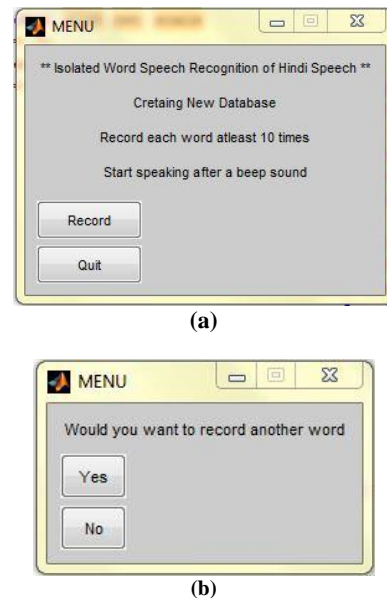 MENU
** Isolated Word Speech Recognition of Hindi Speech **
Cretaing New Database
Record each word atleast 10 times
Start speaking after a beep sound
Record
Quit
(a)
MENU
Would you want to record another word
Yes
No
(b)